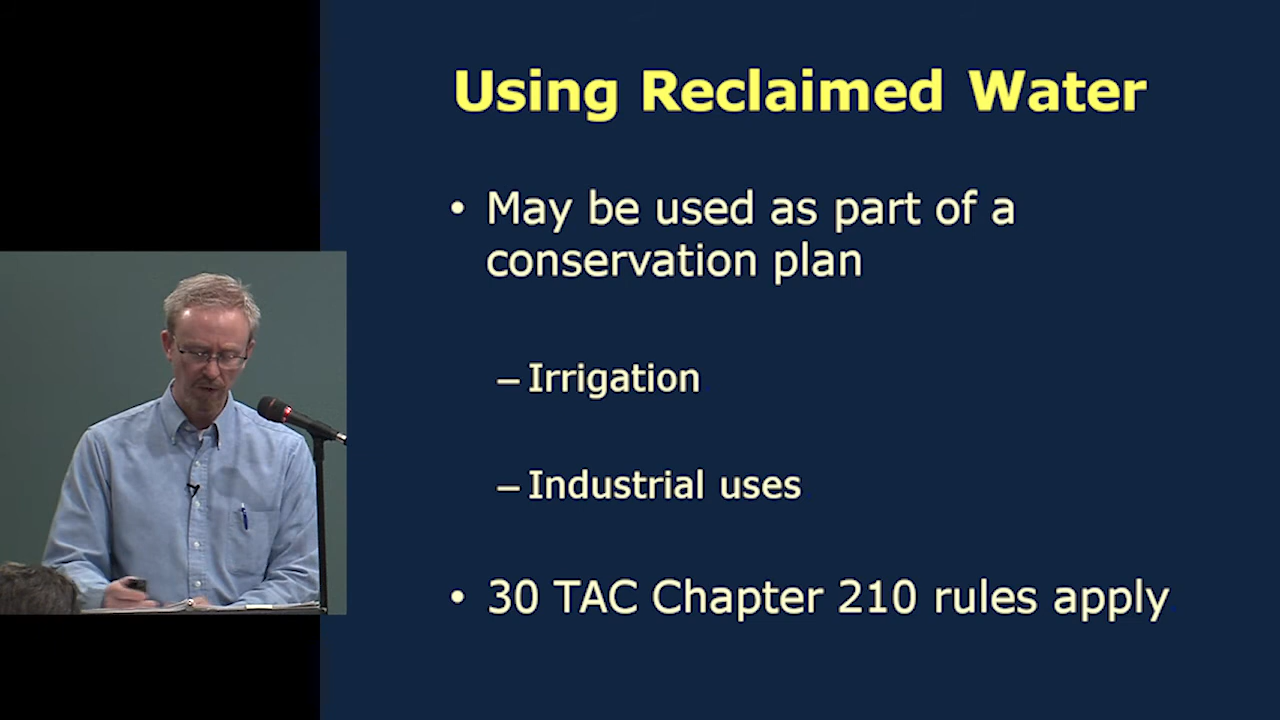 Using Reclaimed Water
• May be used as part of a
conservation plan
– Irrigation
– Industrial uses
• 30 TAC Chapter 210 rules apply